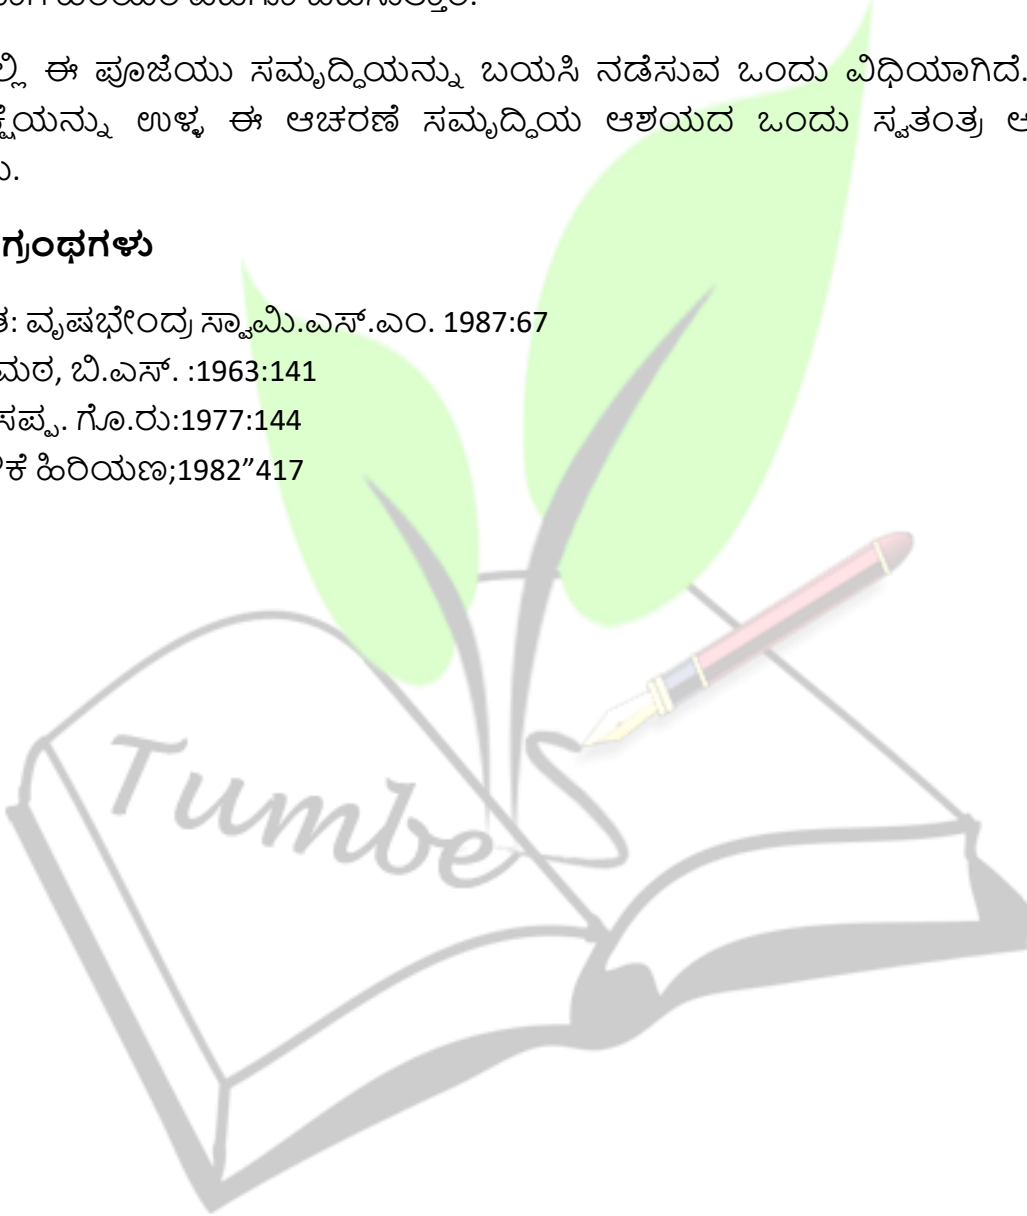 ಈ ಪೂಜೆಯು ಸಮೃದ್ಧಿಯನ್ನು ಬಯಸಿ ನಡೆಸುವ ಒಂದು ವಿಧಿಯಾಗಿದೆ.
ಉಳ್ಳ ಈ ಆಚರಣೆ ಸಮೃದ್ಧಿಯ ಆಶಯದ ಒಂದು ಸ್ವತಂತ್ರ
ಗ್ರಂಥಗಳು
ವೃಷಭೇಂದ್ರ ಸ್ವಾಮಿ.ಎಸ್.ಎಂ. 1987:67
ಮಠ, ಬಿ.ಎಸ್. :1963:141
ಸಪ್ಪ. ಗೊ.ರು:1977:144
ಹಿರಿಯಣ;1982”417
Tumbe